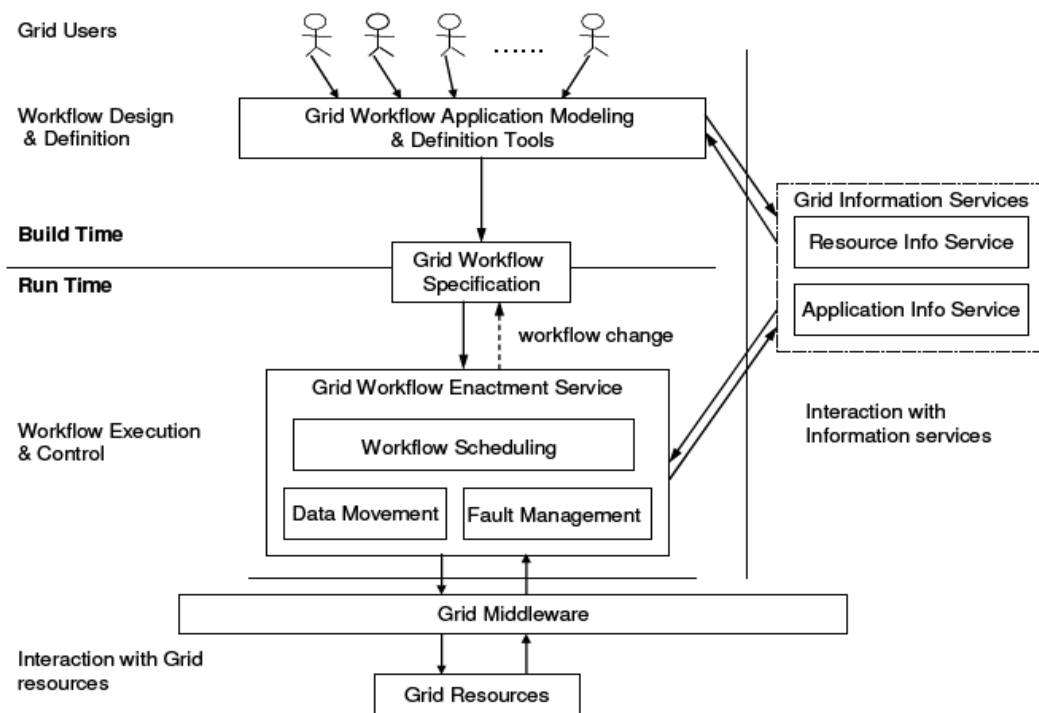 Grid Users
......
Workflow Design
& Definition
Grid Workflow Application Modeling
& Definition Tools
Grid Information Services
Resource Info Service
Application Info Service
Build Time
Run Time
Grid Workflow
Specification
workflow change
Grid Workflow Enactment Service
Workflow Scheduling
Data Movement
Fault Management
Workflow Execution
& Control
Interaction with
Information services
Grid Middleware
Interaction with Grid
resources
Grid Resources